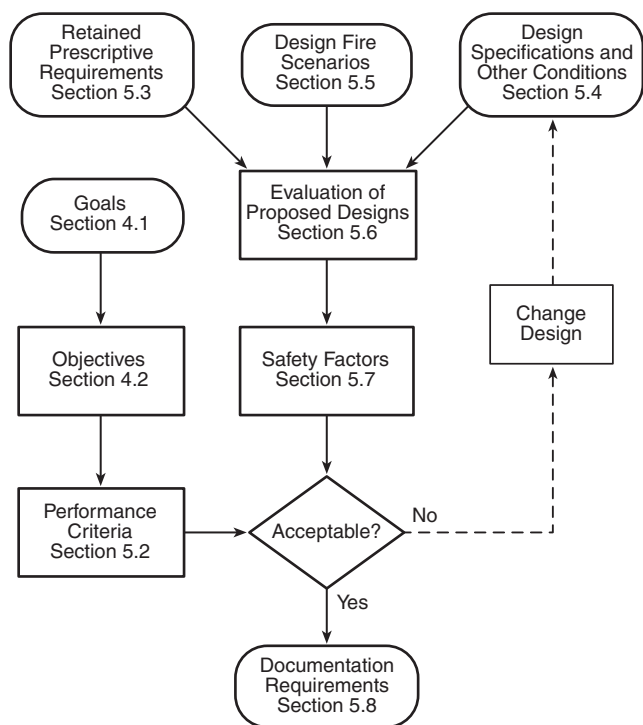 Retained
Prescriptive
Requirements
Section 5.3
Design Fire
Scenarios
Section 5.5
Design
Specifications and
Other Conditions
Section 5.4
Goals
Section 4.1
Evaluation of
Proposed Designs
Section 5.6
Objectives
Section 4.2
Safety Factors
Section 5.7
Change
Design
Performance
Criteria
Section 5.2
Acceptable?
No
Yes
Documentation
Requirements
Section 5.8